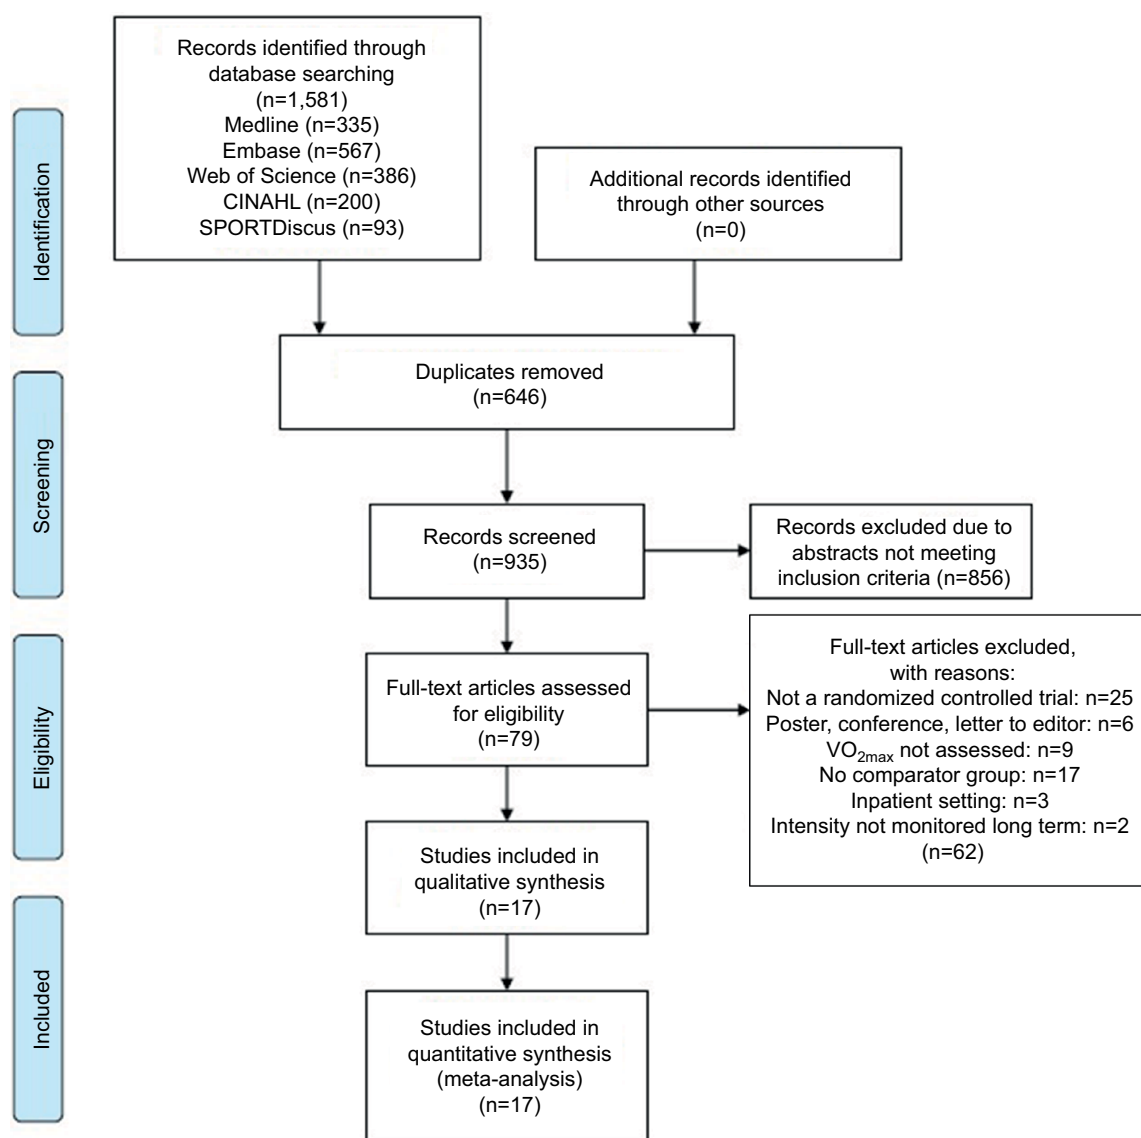 Identification
Records identified through
database searching
(n=1,581)
Medline (n=335)
Embase (n=567)
Web of Science (n=386)
CINAHL (n=200)
SPORTDiscus (n=93)
Additional records identified
through other sources
(n=0)
Screening
Duplicates removed
(n=646)
Records screened
(n=935)
Records excluded due to
abstracts not meeting
inclusion criteria (n=856)
Eligibility
Full-text articles assessed
for eligibility
(n=79)
Full-text articles excluded,
with reasons:
Not a randomized controlled trial: n=25
Poster, conference, letter to editor: n=6
VO2max not assessed: n=9
No comparator group: n=17
Inpatient setting: n=3
Intensity not monitored long term: n=2
(n=62)
Studies included in
qualitative synthesis
(n=17)
Included
Studies included in
quantitative synthesis
(meta-analysis)
(n=17)